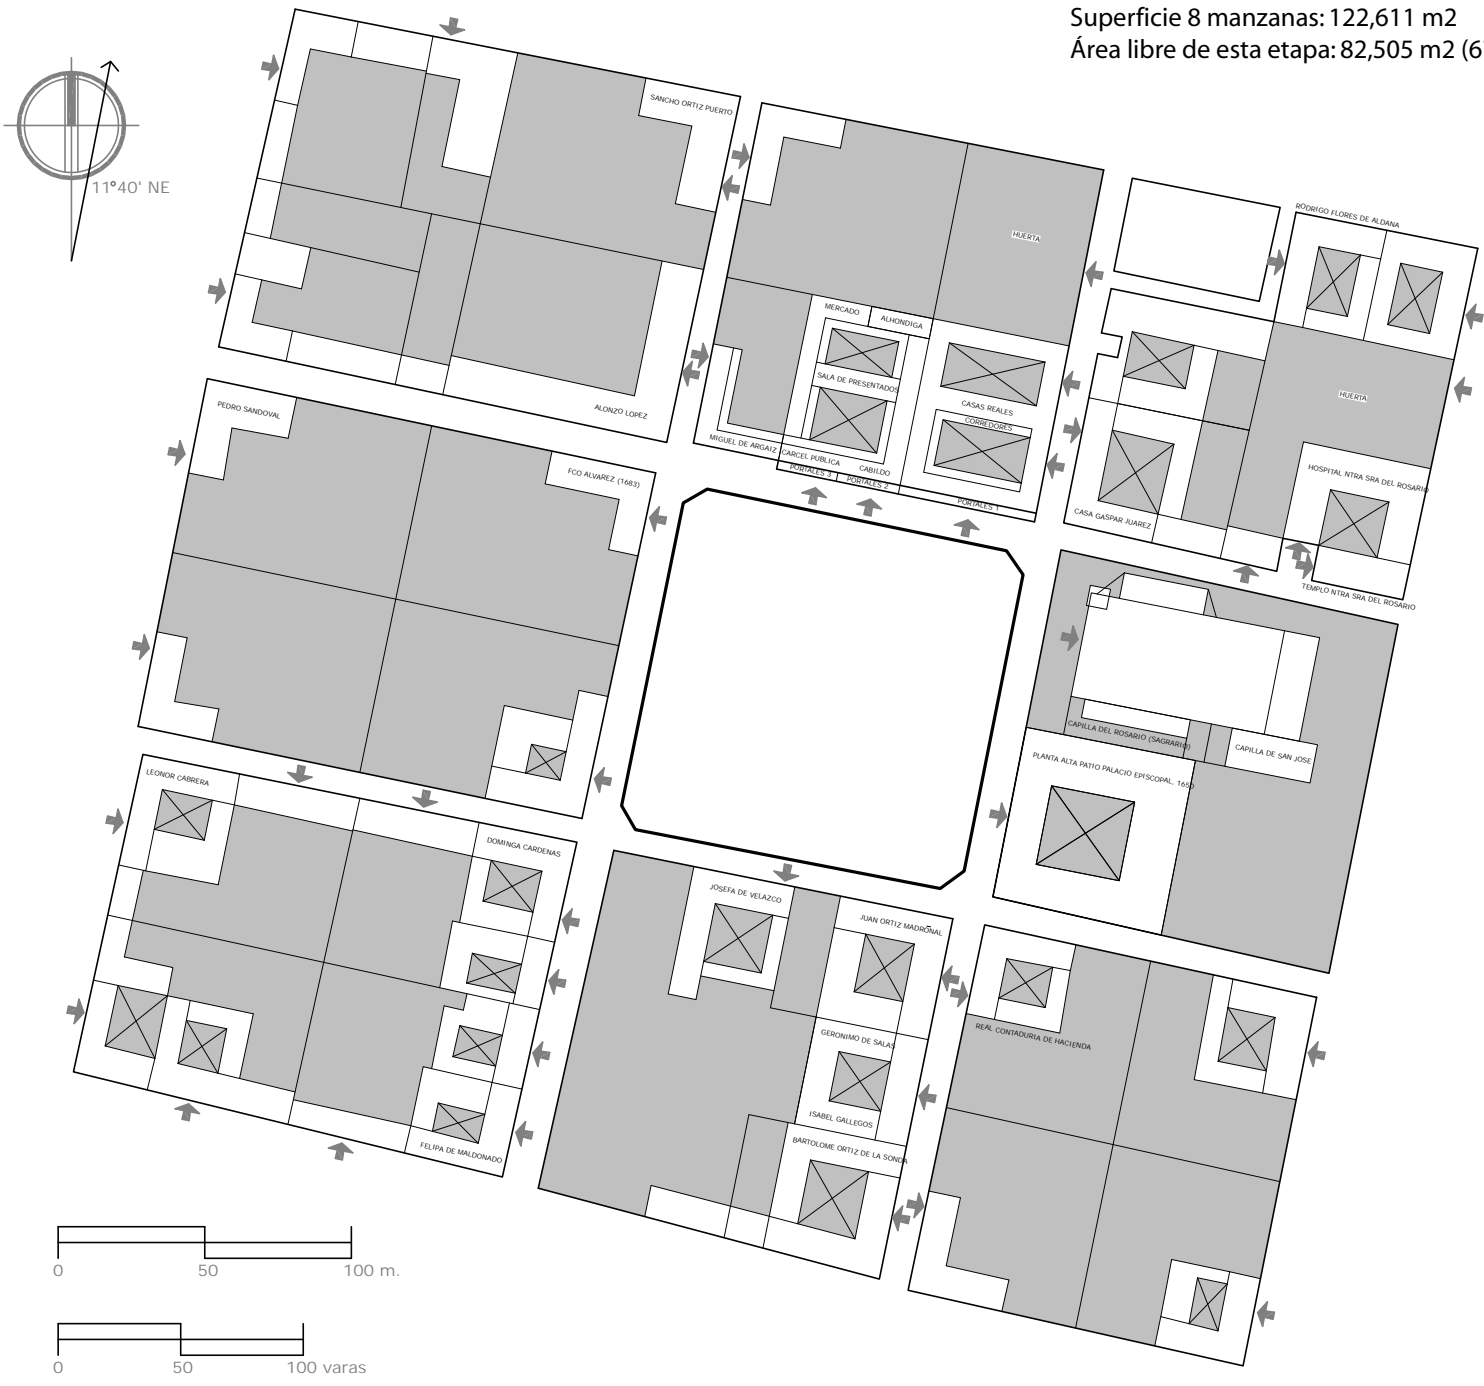 Superficie 8 manzanas: 122,611 m2
Área libre de esta etapa: 82,505 m2 (6
11°40' NE
SANCHO ORTIZ PUERTO
ALONZO LOPEZ
HUERTA
MERCADO
ALHONDIGA
SALA DE PRESENTADOS
CASAS REALES
CORREDORES
MIGUEL DE ARGAIZ
CARCEL PUBLICA
CABILDO
PORTALES 3
PORTALES 2
PORTALES 1
RODRIGO FLORES DE ALDANA
HUERTA
HOSPITAL NTRA SRA DEL ROSARIO
CASA GASPAR JUAREZ
TEMPLO NTRA SRA DEL ROSARIO
PEDRO SANDOVAL
FCO ALVAREZ (1683)
CAPILLA DEL ROSARIO (SAGRARIO)
CAPILLA DE SAN JOSE
PLANTA ALTA PATIO PALACIO EPISCOPAL, 1650
LEONOR CABRERA
DOMINGA CARDENAS
FELIPA DE MALDONADO
JOSEFA DE VELAZCO
JUAN ORTIZ MADROÑAL
GERONIMO DE SALAS
ISABEL GALLEGOS
BARTOLOME ORTIZ DE LA SONDA
REAL CONTADURIA DE HACIENDA
0 50 100 m.
0 50 100 varas